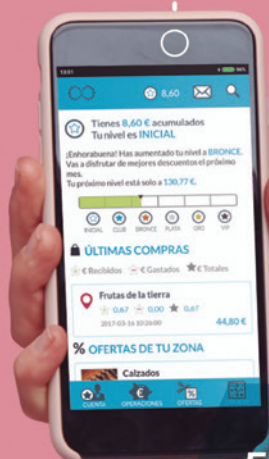 10:51
96%
8,60
Tienes 8,60 € acumulados
Tu nivel es INICIAL
¡Enhorabuena! Has aumentado tu nivel a BRONCE.
Vas a disfrutar de mejores descuentos el próximo
mes.
Tu próximo nivel está solo a 130,77 €.
INICIAL CLUB BRONCE PLATA ORO VIP
ÚLTIMAS COMPRAS
€ Recibidos € Gastados € Totales
Frutas de la tierra
0,67 0,00 0,67
2017-03-16 10:26:00
44,80 €
% OFERTAS DE TU ZONA
Calzados
CUENTA OPERACIONES OFERTAS